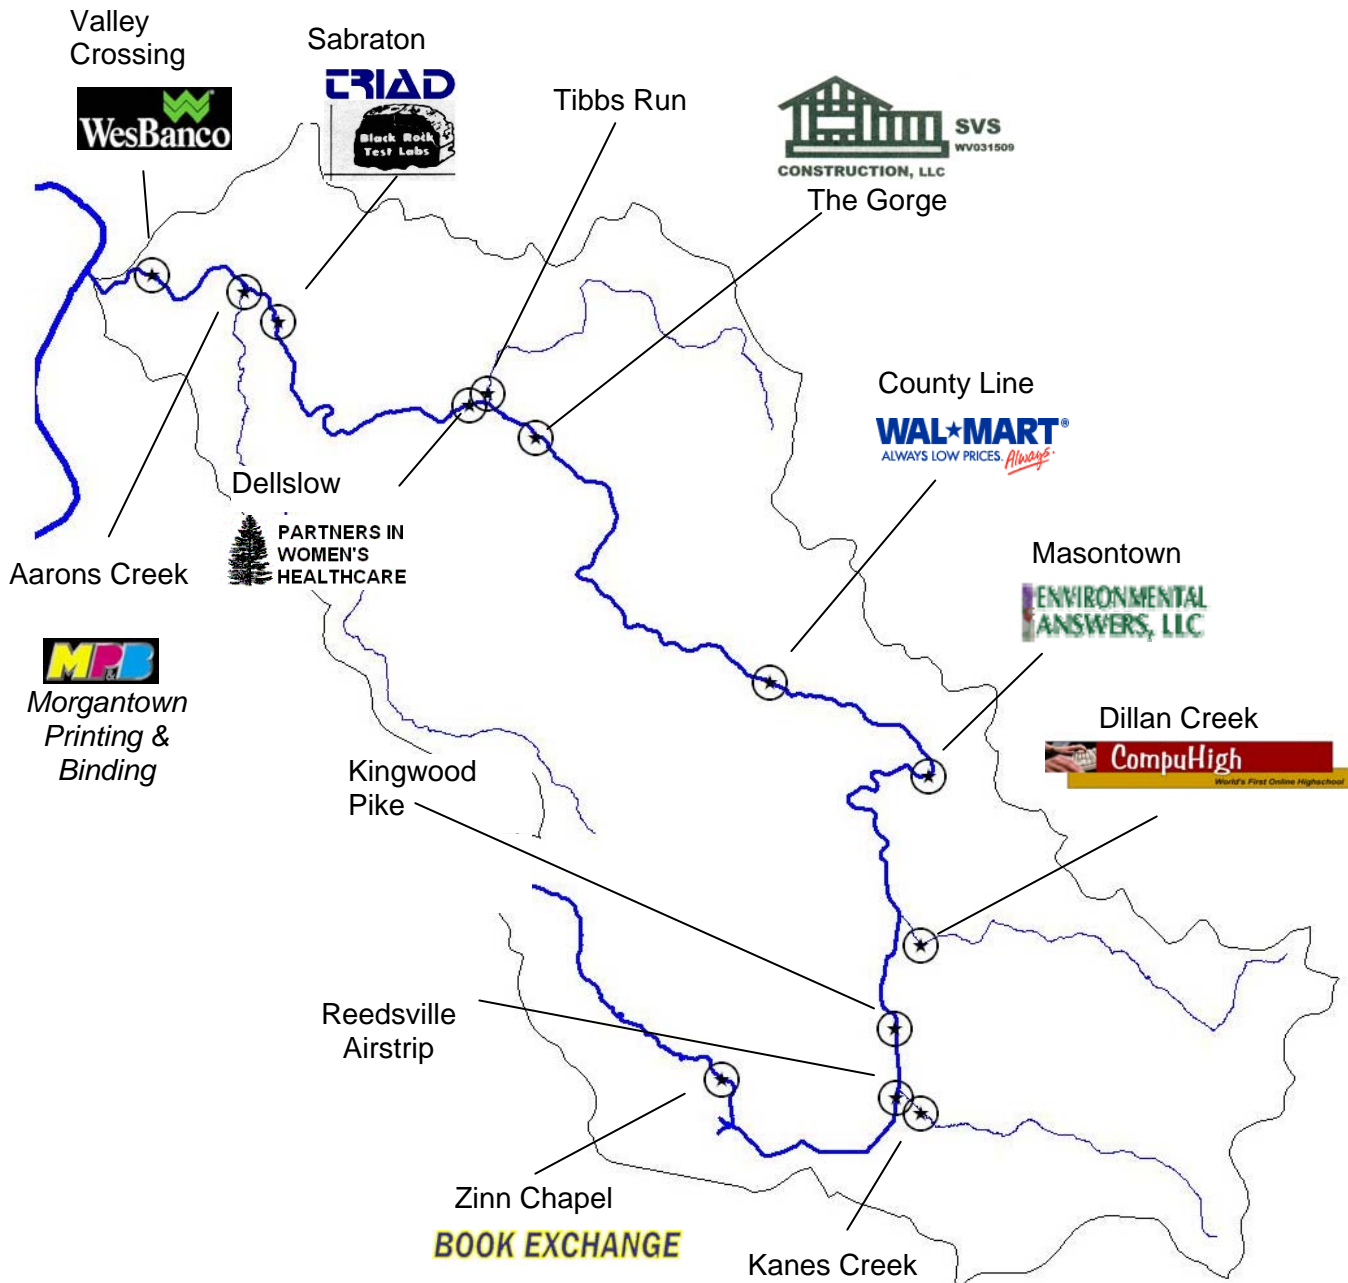 Valley
Crossing
WesBanco
Sabraton
TRIAD
Black Rock
Test Labs
Tibbs Run
SVS
WV031509
CONSTRUCTION, LLC
The Gorge
County Line
WAL★MART®
ALWAYS LOW PRICES. Always.
Dellslow
PARTNERS IN
WOMEN'S
HEALTHCARE
Aarons Creek
MP&B
Morgantown
Printing &
Binding
Masontown
ENVIRONMENTAL
ANSWERS, LLC
Dillan Creek
CompuHigh
World's First Online Highschool
Kingwood
Pike
Reedsville
Airstrip
Zinn Chapel
BOOK EXCHANGE
Kanes Creek